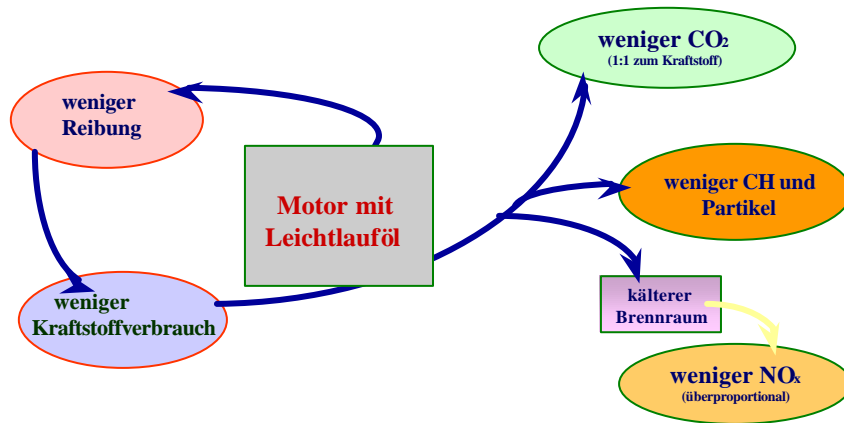 weniger CO₂
(1:1 zum Kraftstoff)
weniger
Reibung
Motor mit
Leichtlauföl
weniger CH und
Partikel
weniger
Kraftstoffverbrauch
kälterer
Brennraum
weniger NOₓ
(überproportional)